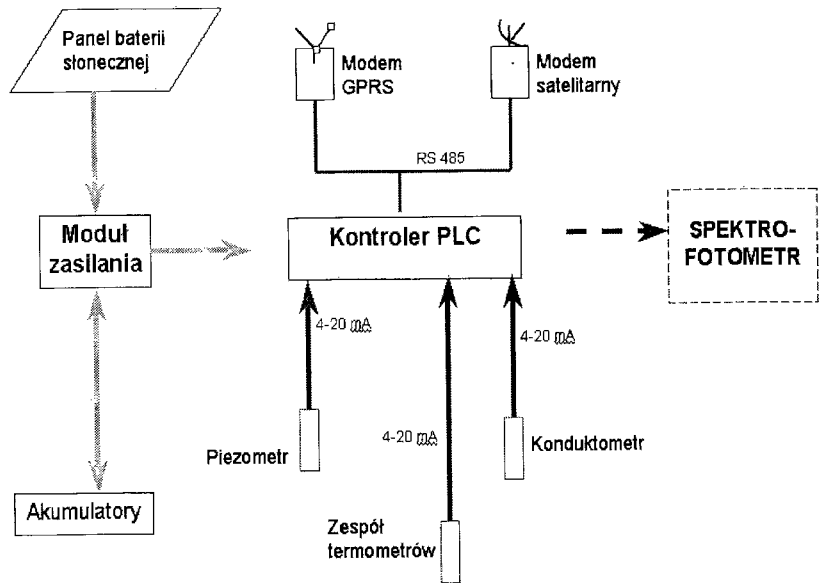 Panel baterii
słonecznej
Modem
GPRS
Modem
satelitarny
RS 485
Moduł
zasilania
Kontroler PLC
SPEKTRO-
FOTOMETR
4-20 mA
4-20 mA
4-20 mA
Piezometr
Konduktometr
Akumulatory
Zespół
termometrów